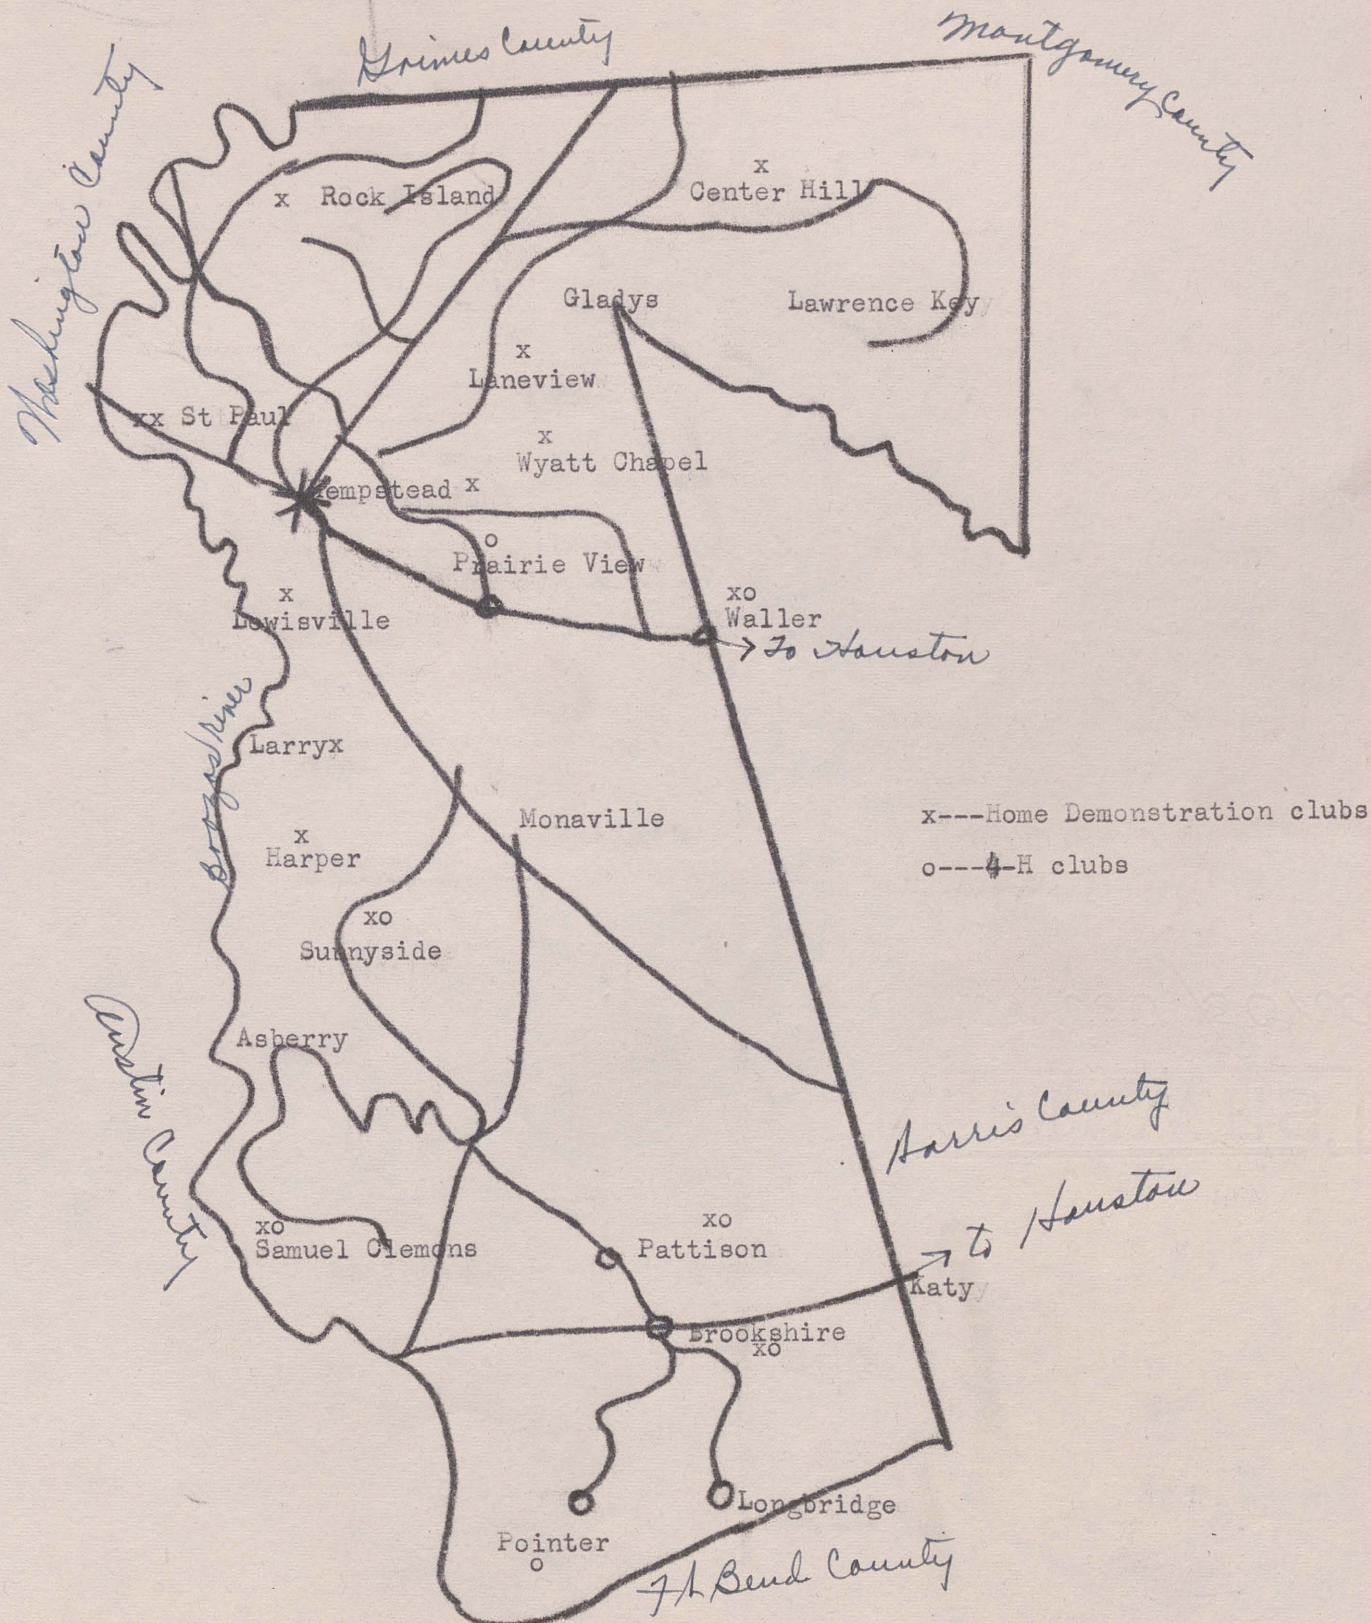 Grimes County
Montgomery County
Washington County
x
x Rock Island
Center Hill
Gladys
Lawrence Key
x
Laneview
xx St Paul
x
Wyatt Chapel
Hempstead x
o
Prairie View
x
Lewisville
xo
Waller
→ To Houston
Brozos river
Larryx
Monaville
x---Home Demonstration clubs
x
Harper
o---4-H clubs
xo
Sunnyside
Asberry
Austin County
Harris County
to Houston
xo
Samuel Clemons
xo
Pattison
Katy
Brookshire
xo
Longbridge
Pointer
o
Ft Bend County